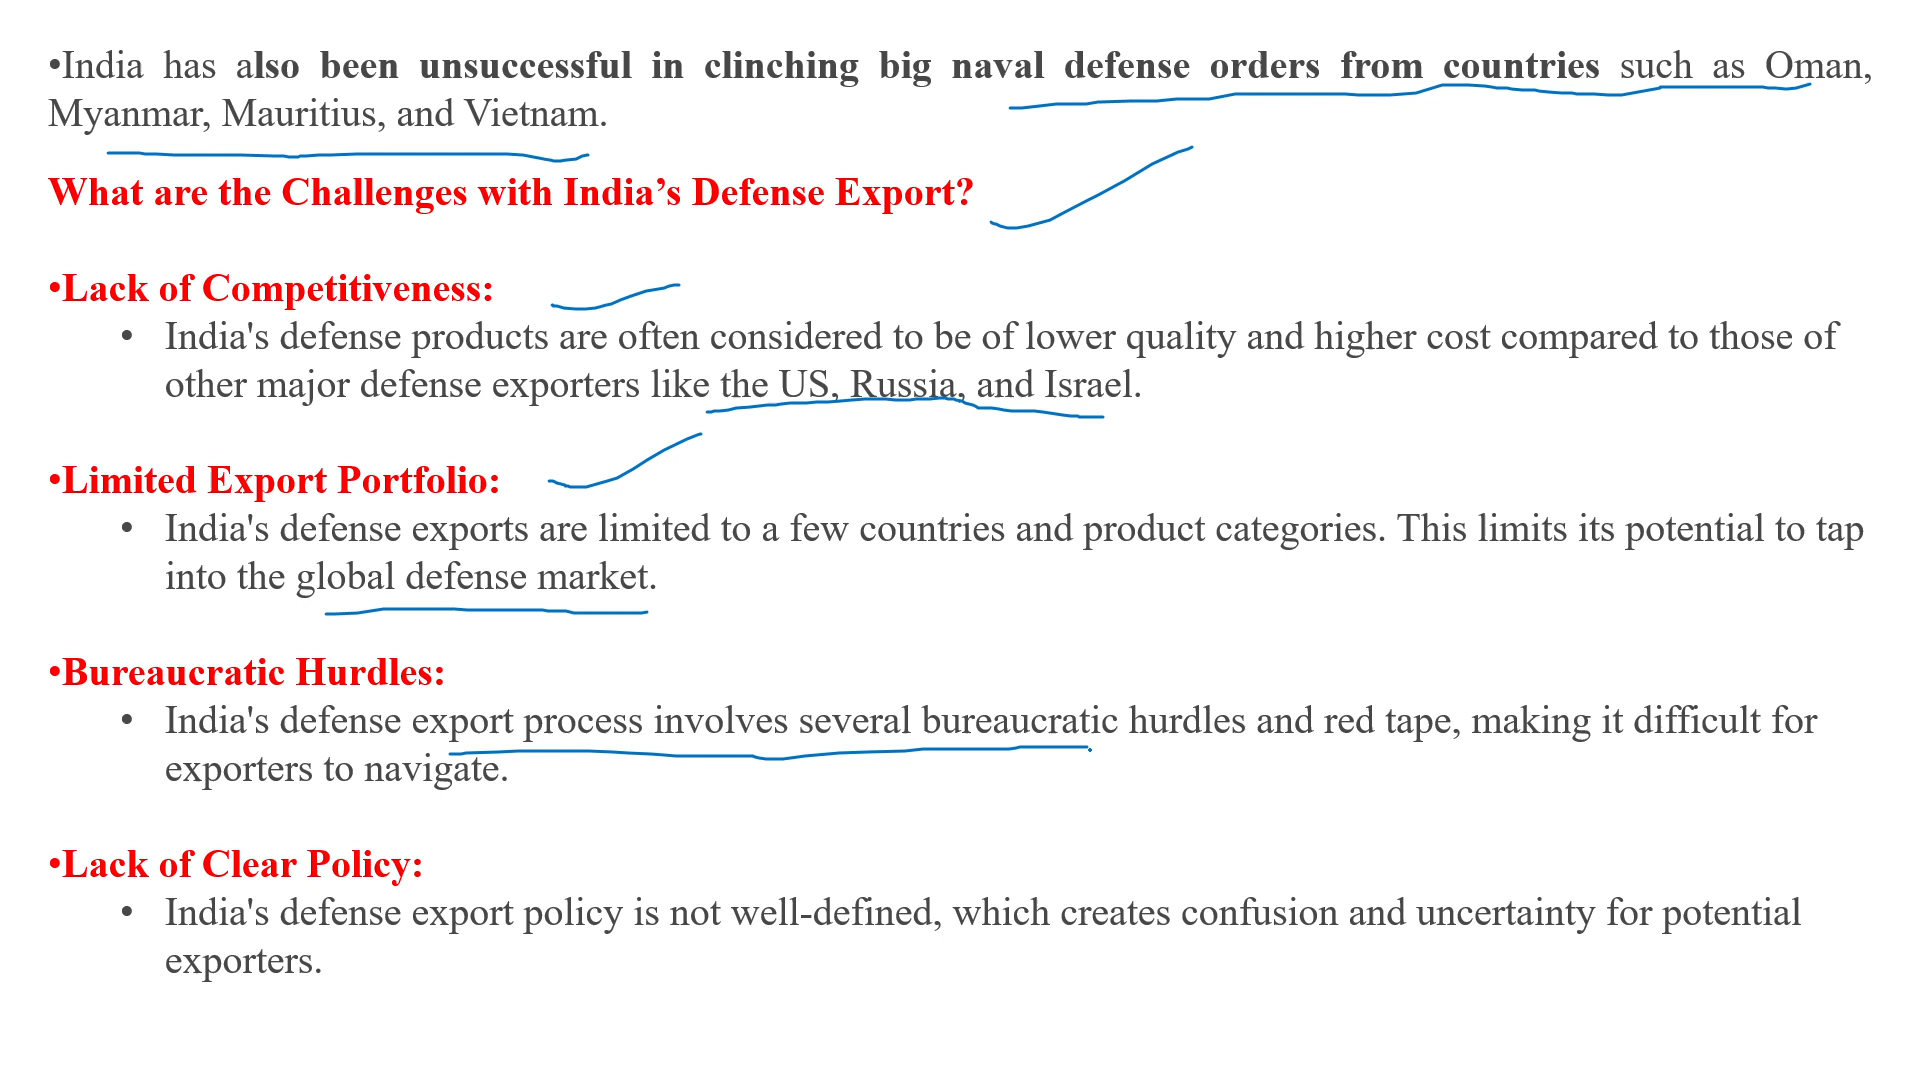 •India has also been unsuccessful in clinching big naval defense orders from countries such as Oman,
Myanmar, Mauritius, and Vietnam.
What are the Challenges with India’s Defense Export?
•Lack of Competitiveness:
• India's defense products are often considered to be of lower quality and higher cost compared to those of
other major defense exporters like the US, Russia, and Israel.
•Limited Export Portfolio:
• India's defense exports are limited to a few countries and product categories. This limits its potential to tap
into the global defense market.
•Bureaucratic Hurdles:
• India's defense export process involves several bureaucratic hurdles and red tape, making it difficult for
exporters to navigate.
•Lack of Clear Policy:
• India's defense export policy is not well-defined, which creates confusion and uncertainty for potential
exporters.